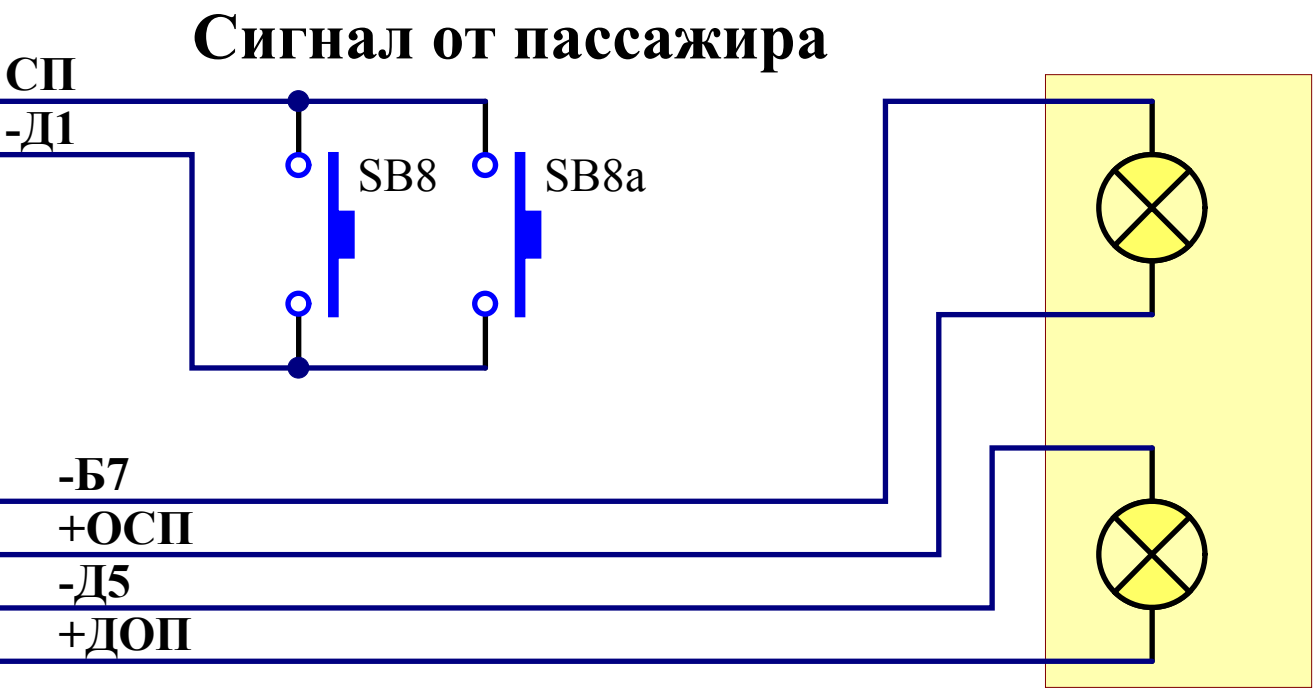 Сигнал от пассажира
СП
-Д1
SB8
SB8a
-Б7
+ОСП
-Д5
+ДОП